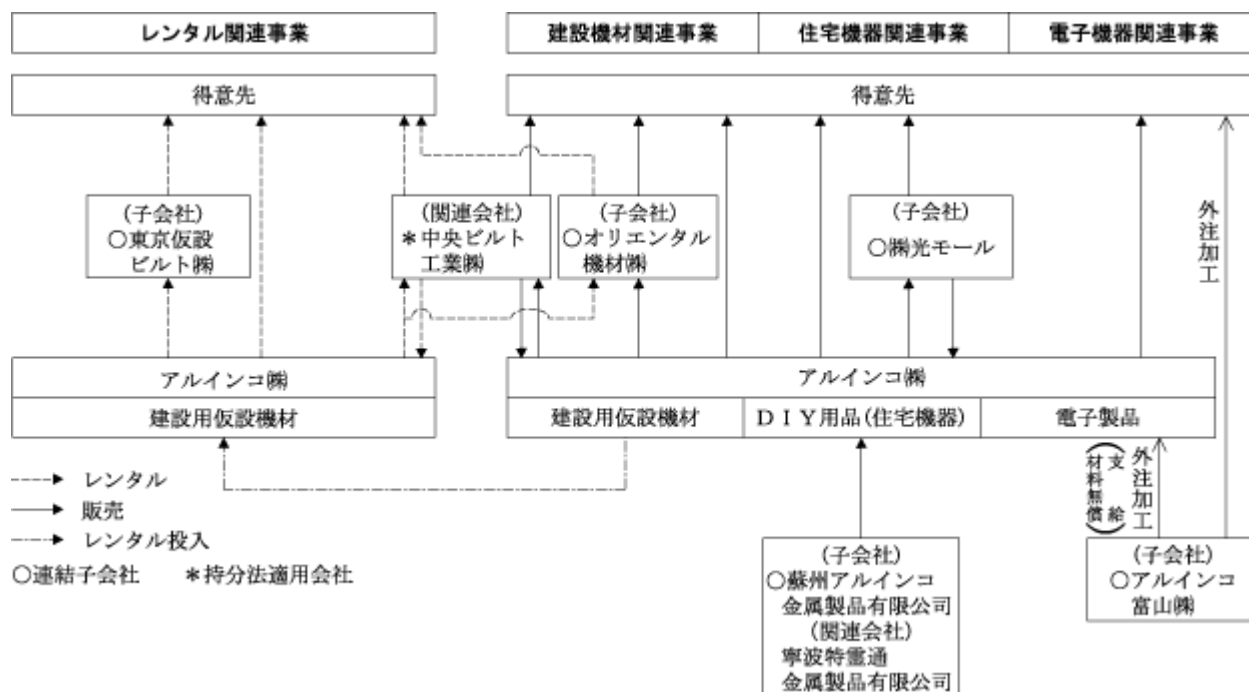 レンタル関連事業
建設機材関連事業
住宅機器関連事業
電子機器関連事業
得意先
得意先
(子会社)
○東京仮設
ビルト㈱
(関連会社)
＊中央ビルト
工業㈱
(子会社)
○オリエンタル
機材㈱
(子会社)
○㈱光モール
外注加工
アルインコ㈱
建設用仮設機材
アルインコ㈱
建設用仮設機材
ＤＩＹ用品(住宅機器)
電子製品
レンタル
販売
レンタル投入
○連結子会社
＊持分法適用会社
外注加工
(材料無償
支給)
(子会社)
○蘇州アルインコ
金属製品有限公司
(関連会社)
寧波特霊通
金属製品有限公司
(子会社)
○アルインコ
富山㈱